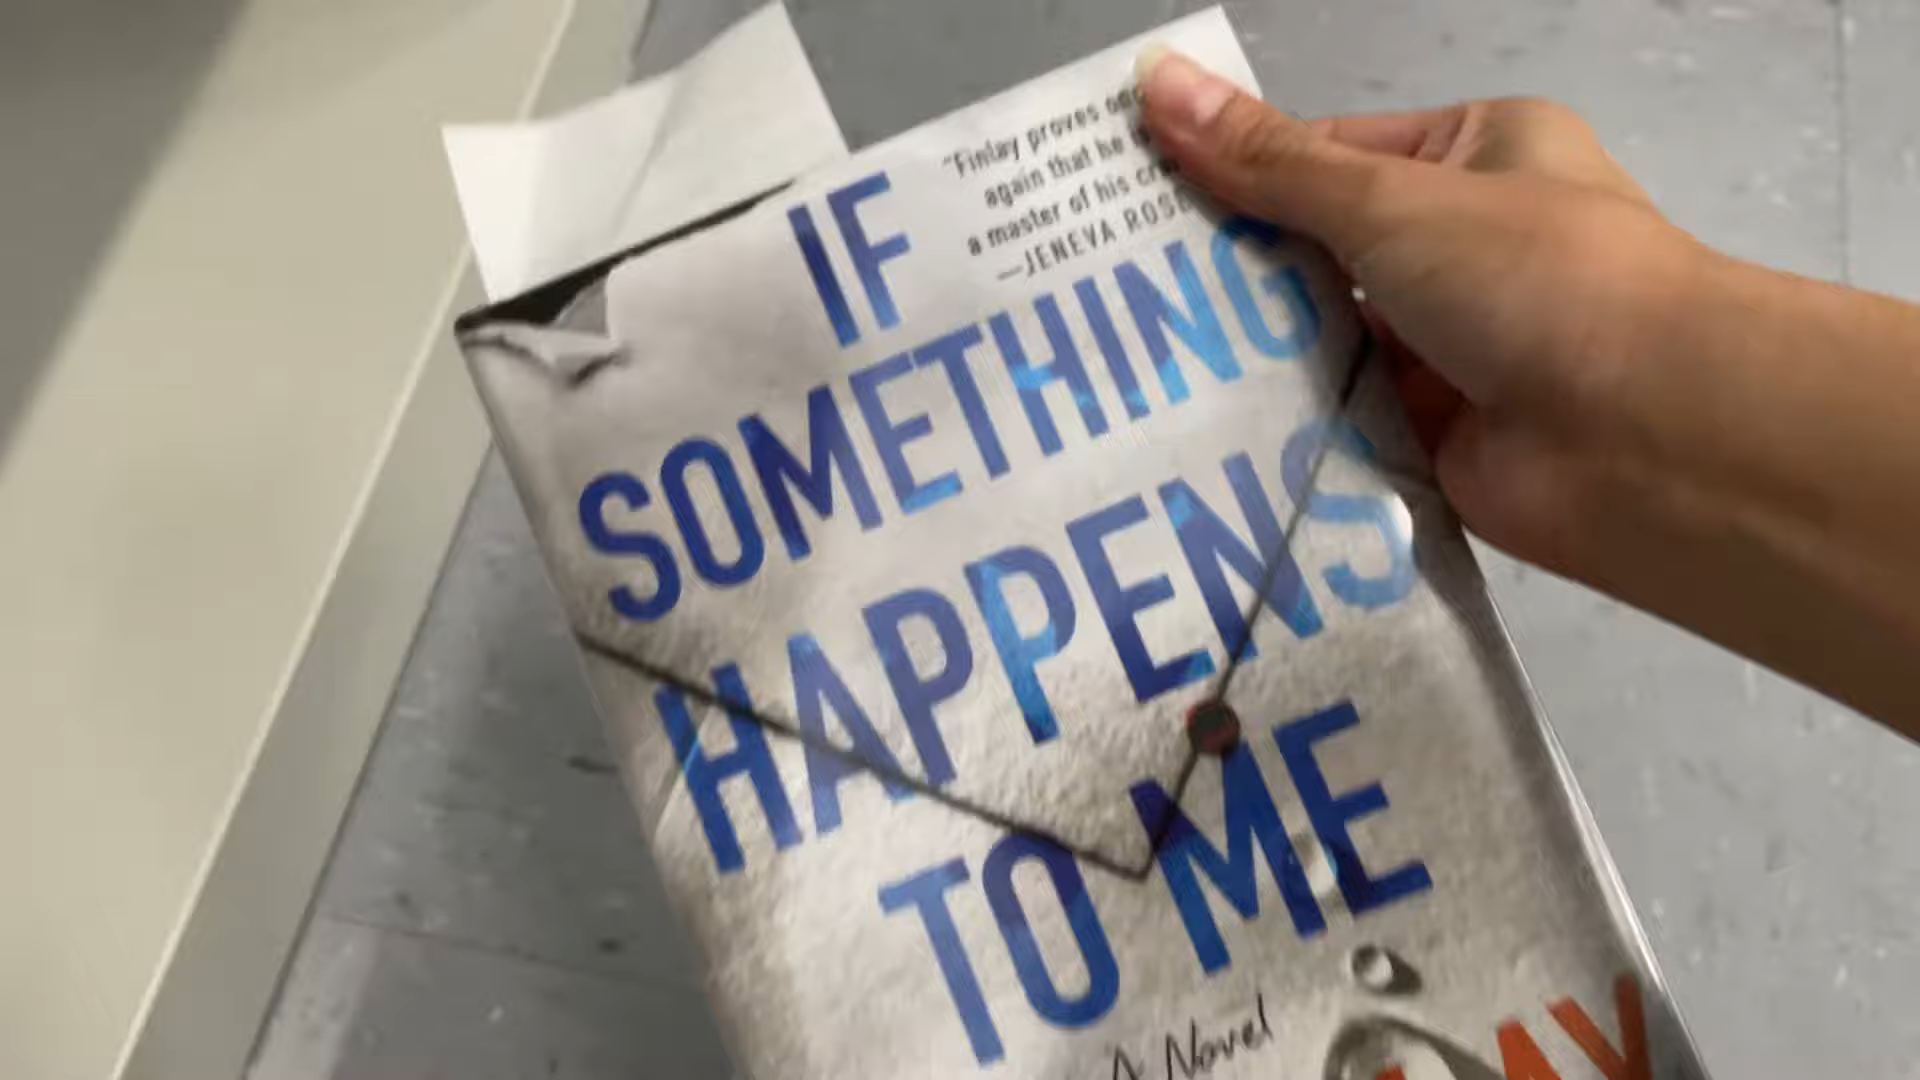 "Finlay proves
again that he
a master of his
—JENEVA
IF
SOMETHING
HAPPENS
TO ME
A Novel